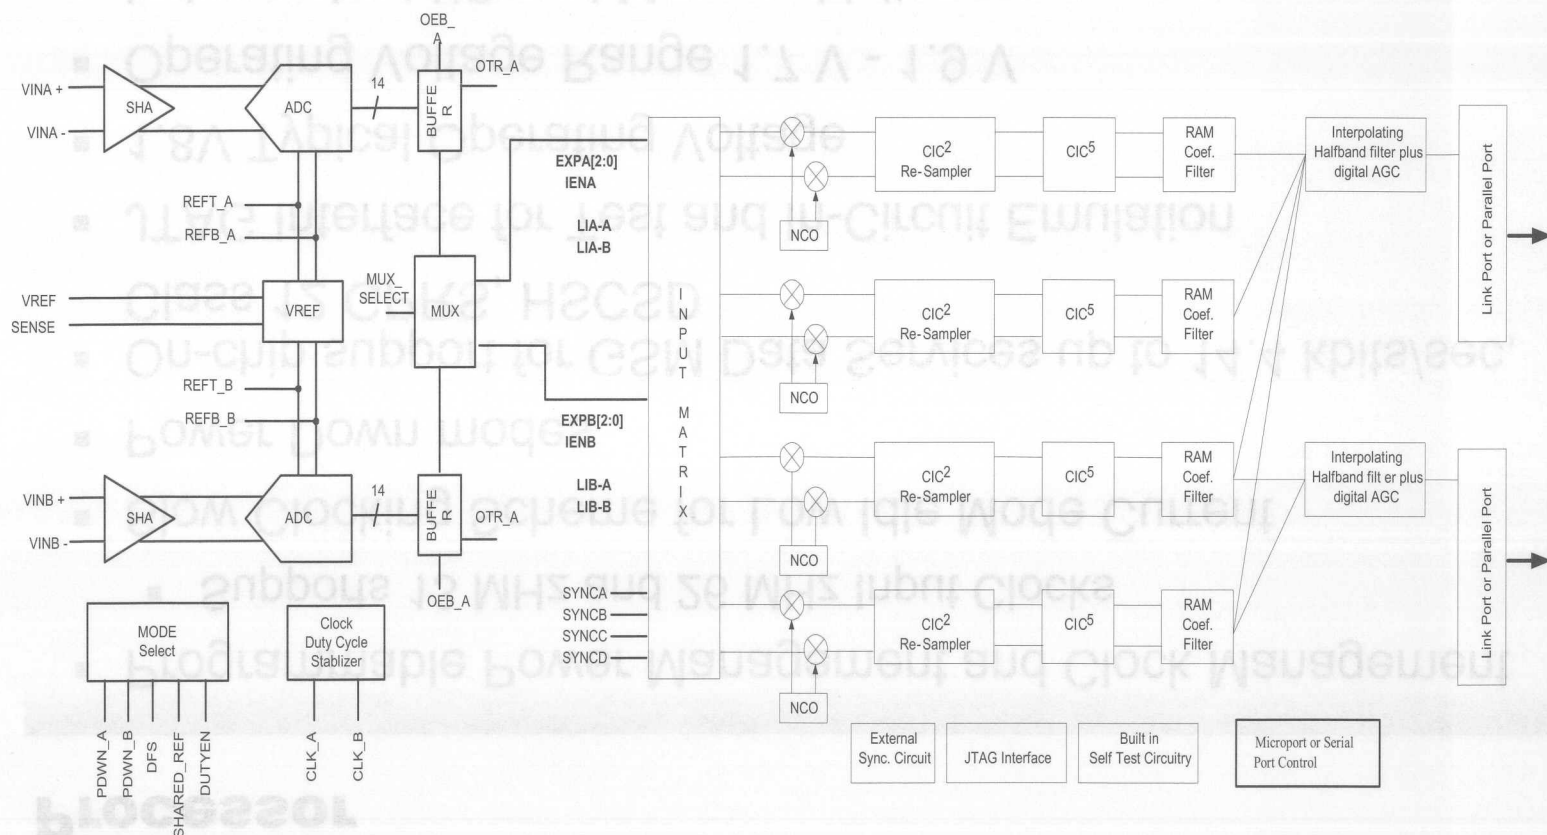 OEB_
A
VINA +
VINA -
SHA
ADC
14
BUFFE
R
OTR_A
REFT_A
REFB_A
VREF
SENSE
VREF
MUX_
SELECT
MUX
REFT_B
REFB_B
VINB +
VINB -
SHA
ADC
14
BUFFE
R
OTR_A
OEB_A
EXPA[2:0]
IENA
LIA-A
LIA-B
EXPB[2:0]
IENB
LIB-A
LIB-B
SYNCA
SYNCB
SYNCC
SYNCD
INPUT MATRIX
NCO
CIC2
Re-Sampler
CIC5
RAM
Coef.
Filter
NCO
CIC2
Re-Sampler
CIC5
RAM
Coef.
Filter
NCO
CIC2
Re-Sampler
CIC5
RAM
Coef.
Filter
NCO
CIC2
Re-Sampler
CIC5
RAM
Coef.
Filter
Interpolating
Halfband filter plus
digital AGC
Interpolating
Halfband filt er plus
digital AGC
Link Port or Parallel Port
Link Port or Parallel Port
MODE
Select
PDWN_A
PDWN_B
DFS
SHARED_REF
DUTYEN
Clock
Duty Cycle
Stablizer
CLK_A
CLK_B
External
Sync. Circuit
JTAG Interface
Built in
Self Test Circuitry
Microport or Serial
Port Control
Processor
Programmable Power Management and Clock Management
Supports 13 MHz and 26 MHz Input Clocks
Slow Clocking Scheme for Low Idle Mode Current
Power Down mode
On-chip support for GSM Data Services up to 14.4 kbits/sec,
Class 12 GPRS, HSCSD
JTAG Interface for Test and In-Circuit Emulation
1.8V Typical Operating Voltage
Operating Voltage Range 1.7 V - 1.9 V